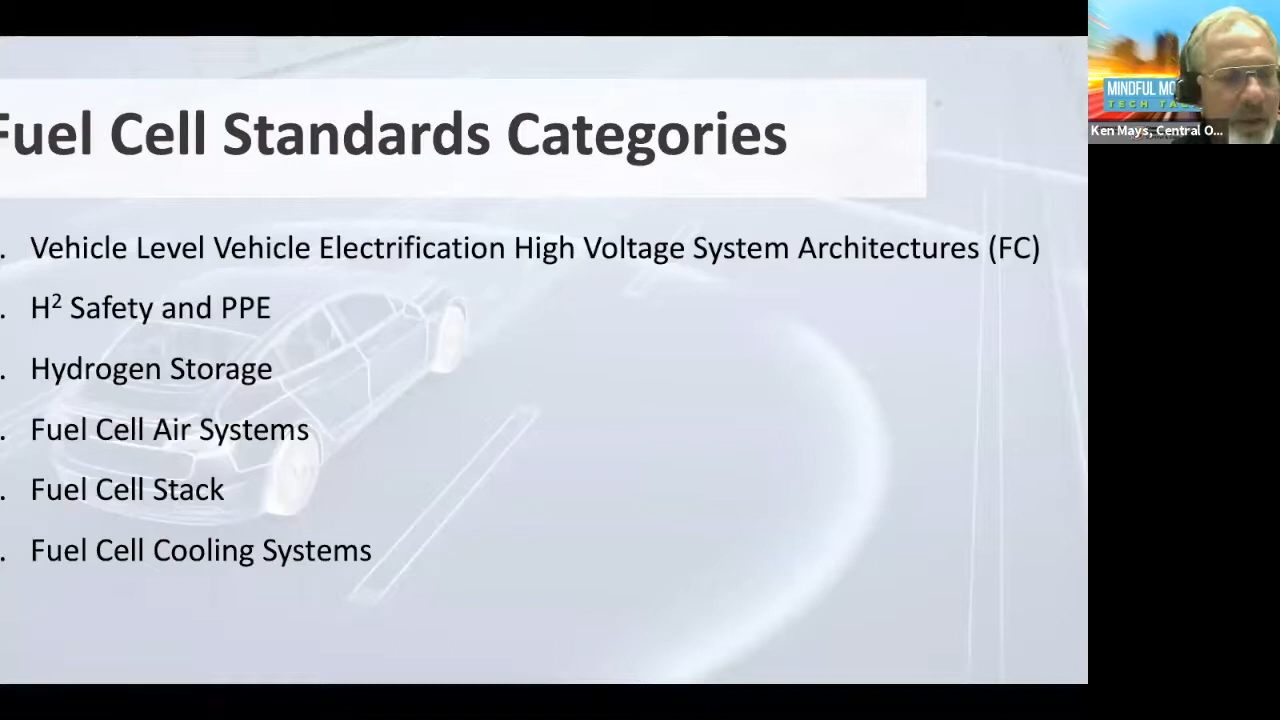 Fuel Cell Standards Categories
. Vehicle Level Vehicle Electrification High Voltage System Architectures (FC)
. H² Safety and PPE
. Hydrogen Storage
. Fuel Cell Air Systems
. Fuel Cell Stack
. Fuel Cell Cooling Systems
MINDFUL
TECH
Ken Mays, Central O...